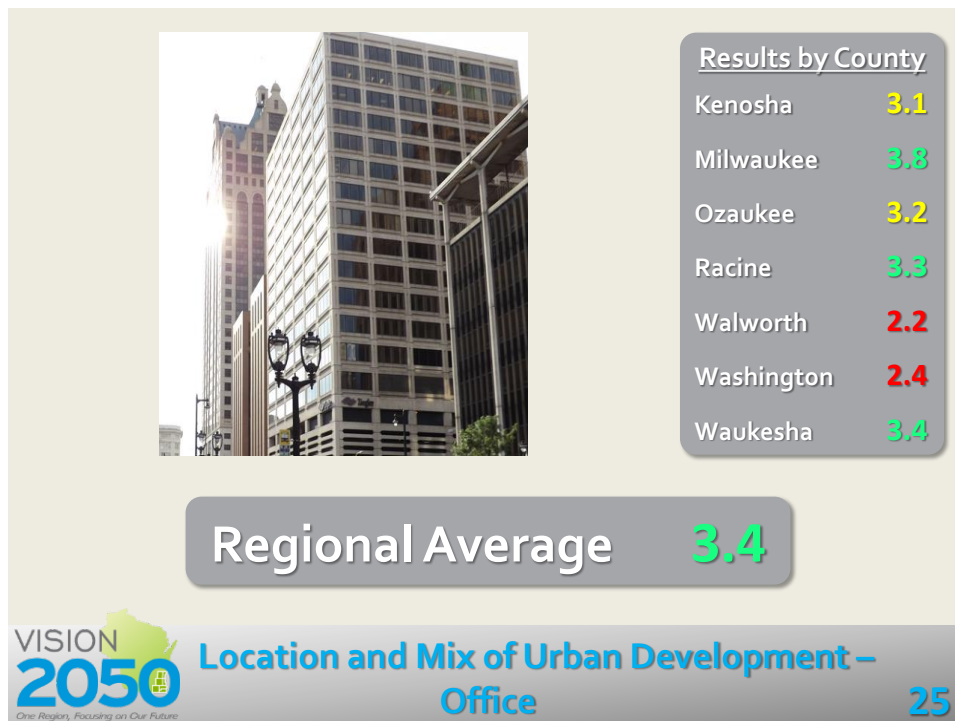 Results by County
Kenosha 3.1
Milwaukee 3.8
Ozaukee 3.2
Racine 3.3
Walworth 2.2
Washington 2.4
Waukesha 3.4
Regional Average 3.4
VISION
2050
One Region, Focusing on Our Future
Location and Mix of Urban Development –
Office
25